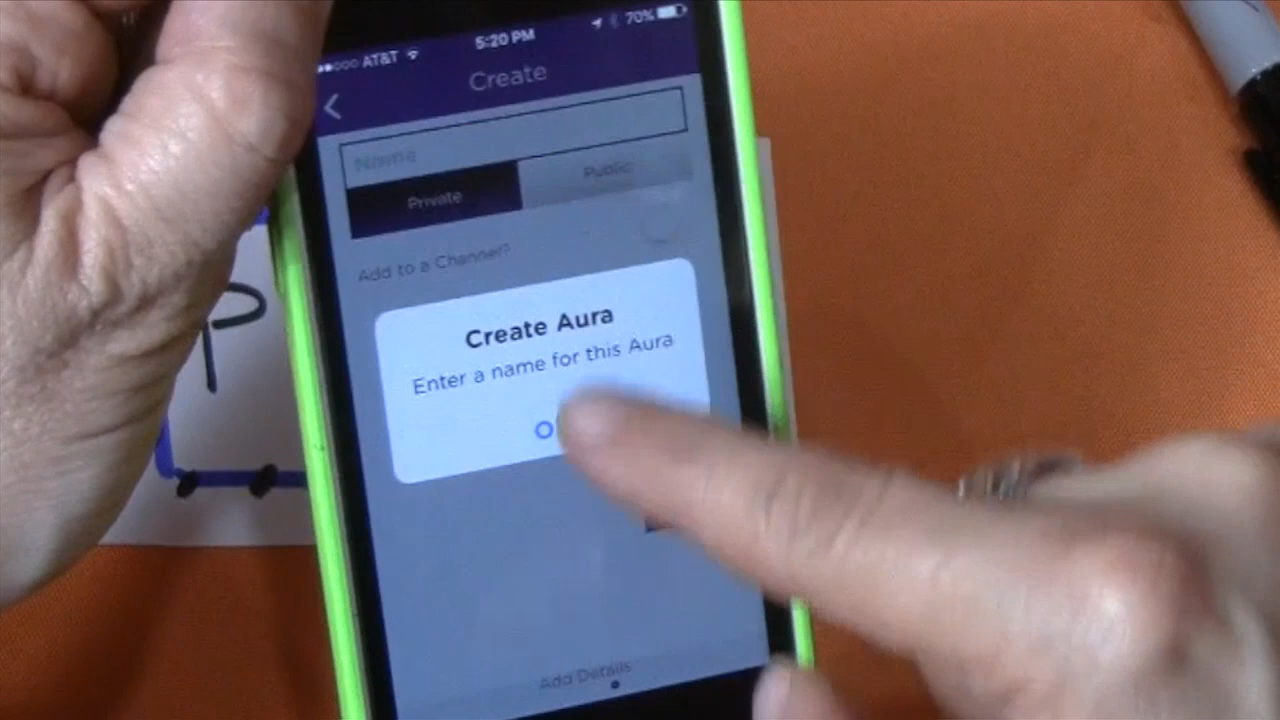 AT&T 5:20 PM 70%
Create
Name
Private Public
Add to a Channel?
Create Aura
Enter a name for this Aura
O
Add Details
P